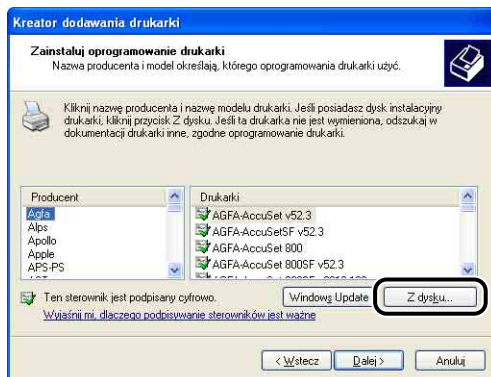 Kreator dodawania drukarki
Zainstaluj oprogramowanie drukarki
Nazwa producenta i model określają, którego oprogramowania drukarki użyć.
Kliknij nazwę producenta i nazwę modelu drukarki. Jeśli posiadasz dysk instalacyjny
drukarki, kliknij przycisk Z dysku. Jeśli ta drukarka nie jest wymieniona, odszukaj w
dokumentacji drukarki inne, zgodne oprogramowanie drukarki.
Producent
Agfa
Alps
Apollo
Apple
APS-PS
Drukarki
AGFA-AccuSet v52.3
AGFA-AccuSetSF v52.3
AGFA-AccuSet 800
AGFA-AccuSet 800SF v52.3
Ten sterownik jest podpisany cyfrowo.
Windows Update
Z dysku...
Wyjaśnij mi, dlaczego podpisywanie sterowników jest ważne
< Wstecz
Dalej >
Anuluj